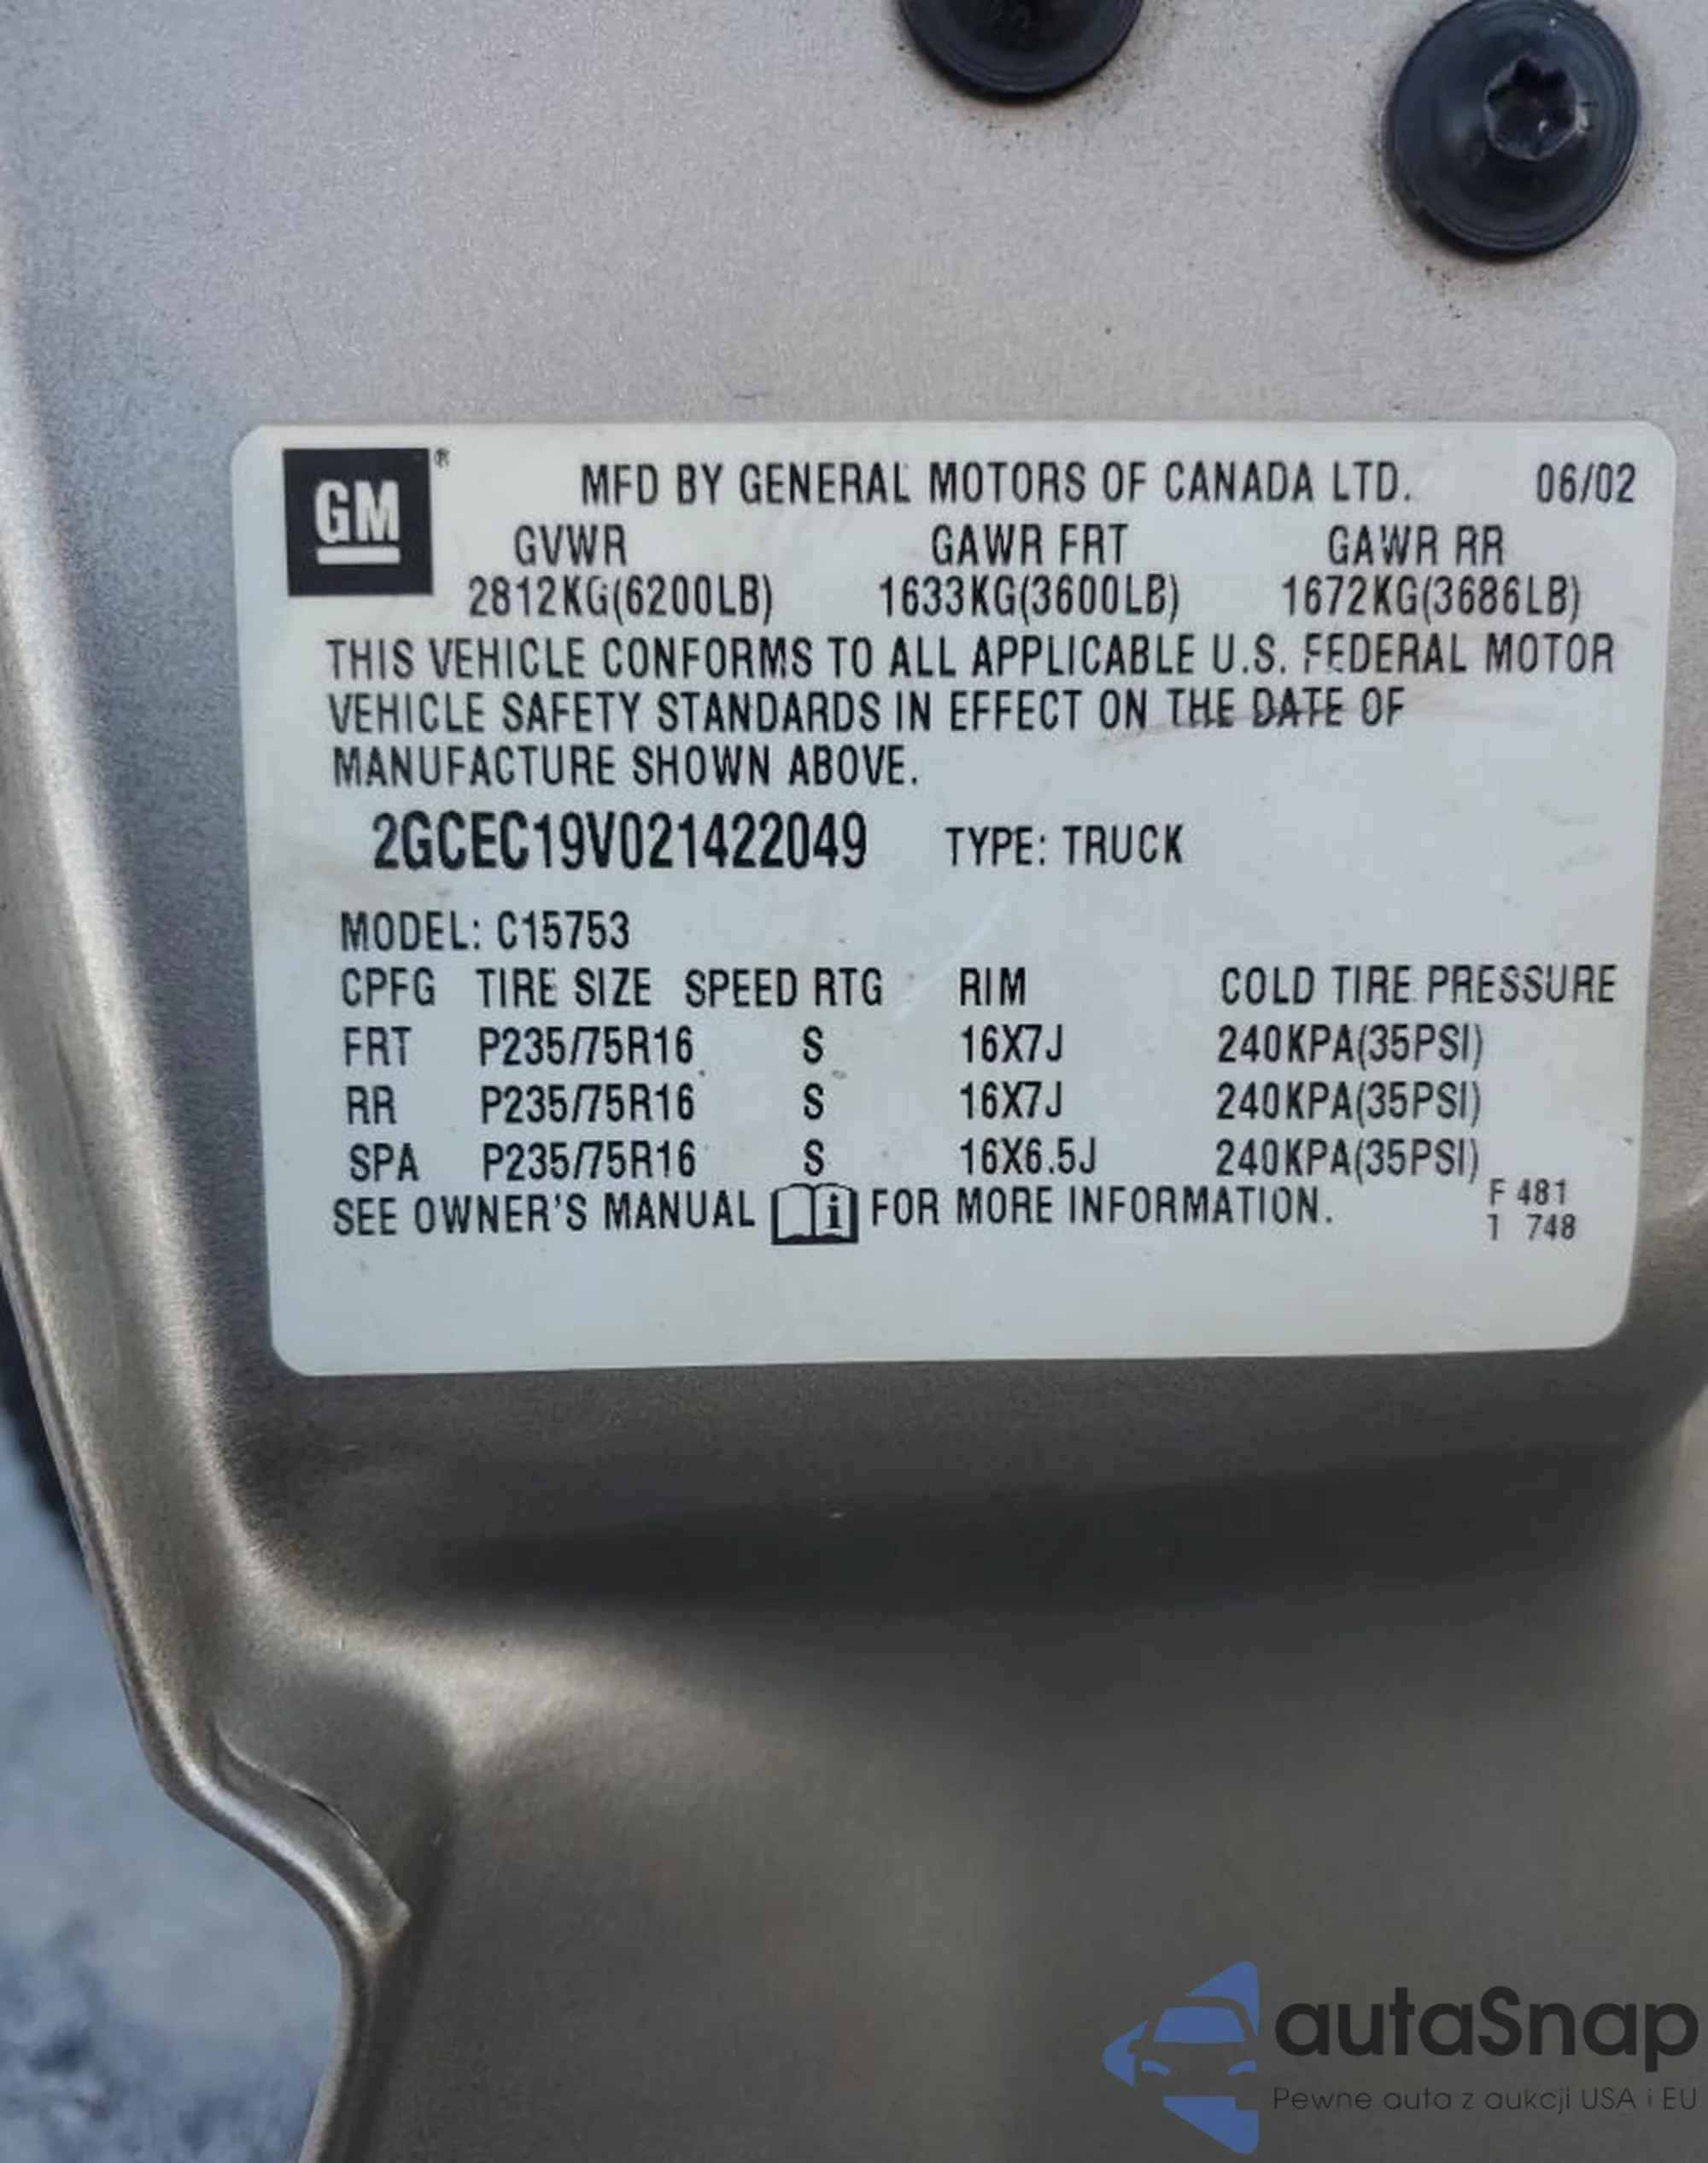 GM ®
MFD BY GENERAL MOTORS OF CANADA LTD. 06/02
GVWR GAWR FRT GAWR RR
2812KG(6200LB) 1633KG(3600LB) 1672KG(3686LB)
THIS VEHICLE CONFORMS TO ALL APPLICABLE U.S. FEDERAL MOTOR
VEHICLE SAFETY STANDARDS IN EFFECT ON THE DATE OF
MANUFACTURE SHOWN ABOVE.
2GCEC19V021422049 TYPE: TRUCK
MODEL: C15753
CPFG TIRE SIZE SPEED RTG RIM COLD TIRE PRESSURE
FRT P235/75R16 S 16X7J 240KPA(35PSI)
RR P235/75R16 S 16X7J 240KPA(35PSI)
SPA P235/75R16 S 16X6.5J 240KPA(35PSI)
SEE OWNER'S MANUAL i FOR MORE INFORMATION.
F 481
1 748
autaSnap
Pewne auta z aukcji USA i EU